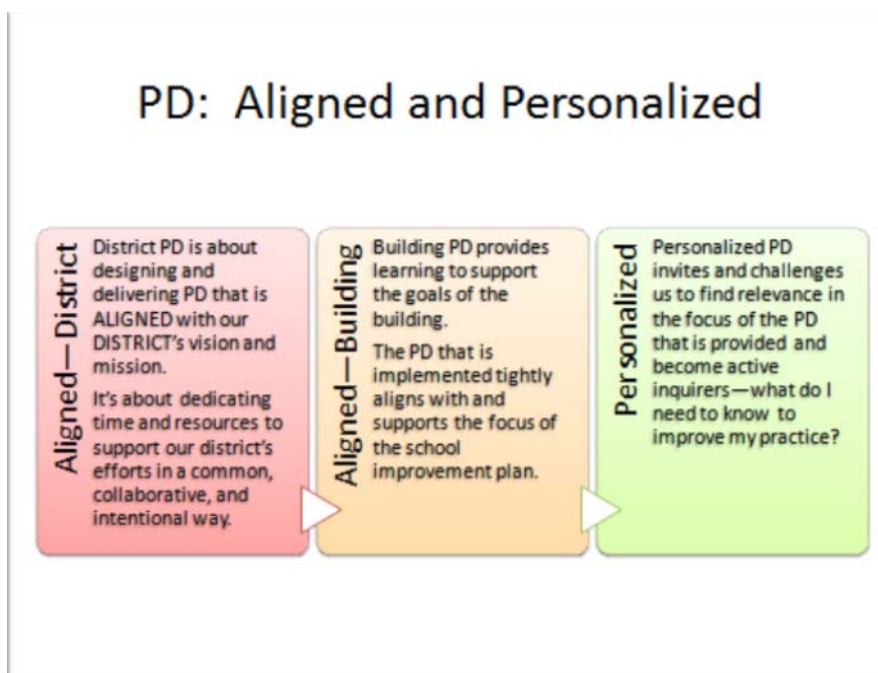 PD: Aligned and Personalized
Aligned—District
District PD is about
designing and
delivering PD that is
ALIGNED with our
DISTRICT's vision and
mission.
It's about dedicating
time and resources to
support our district's
efforts in a common,
collaborative, and
intentional way.
Aligned—Building
Building PD provides
learning to support
the goals of the
building.
The PD that is
implemented tightly
aligns with and
supports the focus of
the school
improvement plan.
Personalized
Personalized PD
invites and challenges
us to find relevance in
the focus of the PD
that is provided and
become active
inquirers—what do I
need to know to
improve my practice?